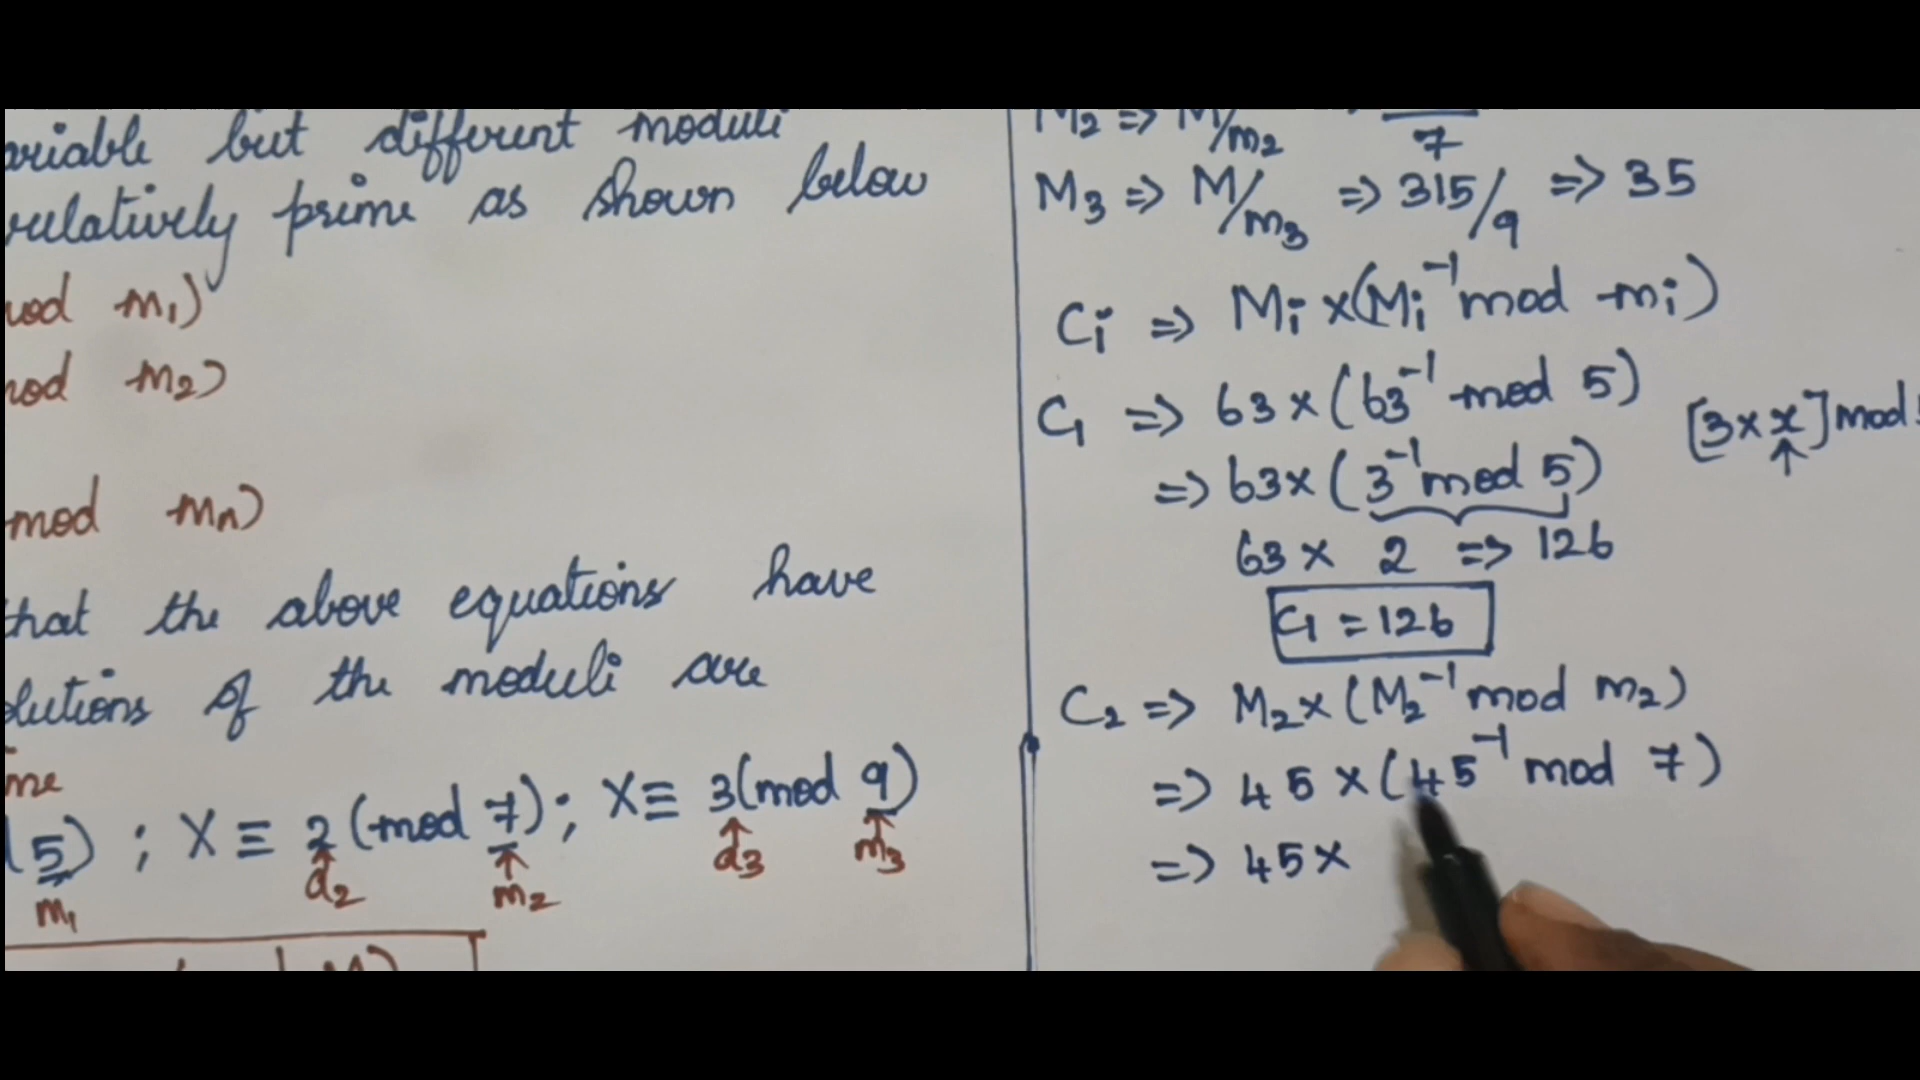 ariable but different moduli
relatively prime as shown below
mod m₁)
mod m₂)
mod mₙ)
that the above equations have
of the moduli are
(5) ; X ≡ 2 (mod 7) ; X ≡ 3 (mod 9)
m₁ a₂ m₂ a₃ m₃
M₂ => M/m₂ 7
M₃ => M/m₃ => 315/9 => 35
Cᵢ => Mᵢ × (Mᵢ⁻¹ mod mᵢ)
C₁ => 63 × (63⁻¹ mod 5)
[3 × x] mod
↑
=> 63 × (3⁻¹ mod 5)
63 × 2 => 126
C₁ = 126
C₂ => M₂ × (M₂⁻¹ mod m₂)
=> 45 × (45⁻¹ mod 7)
=> 45 ×